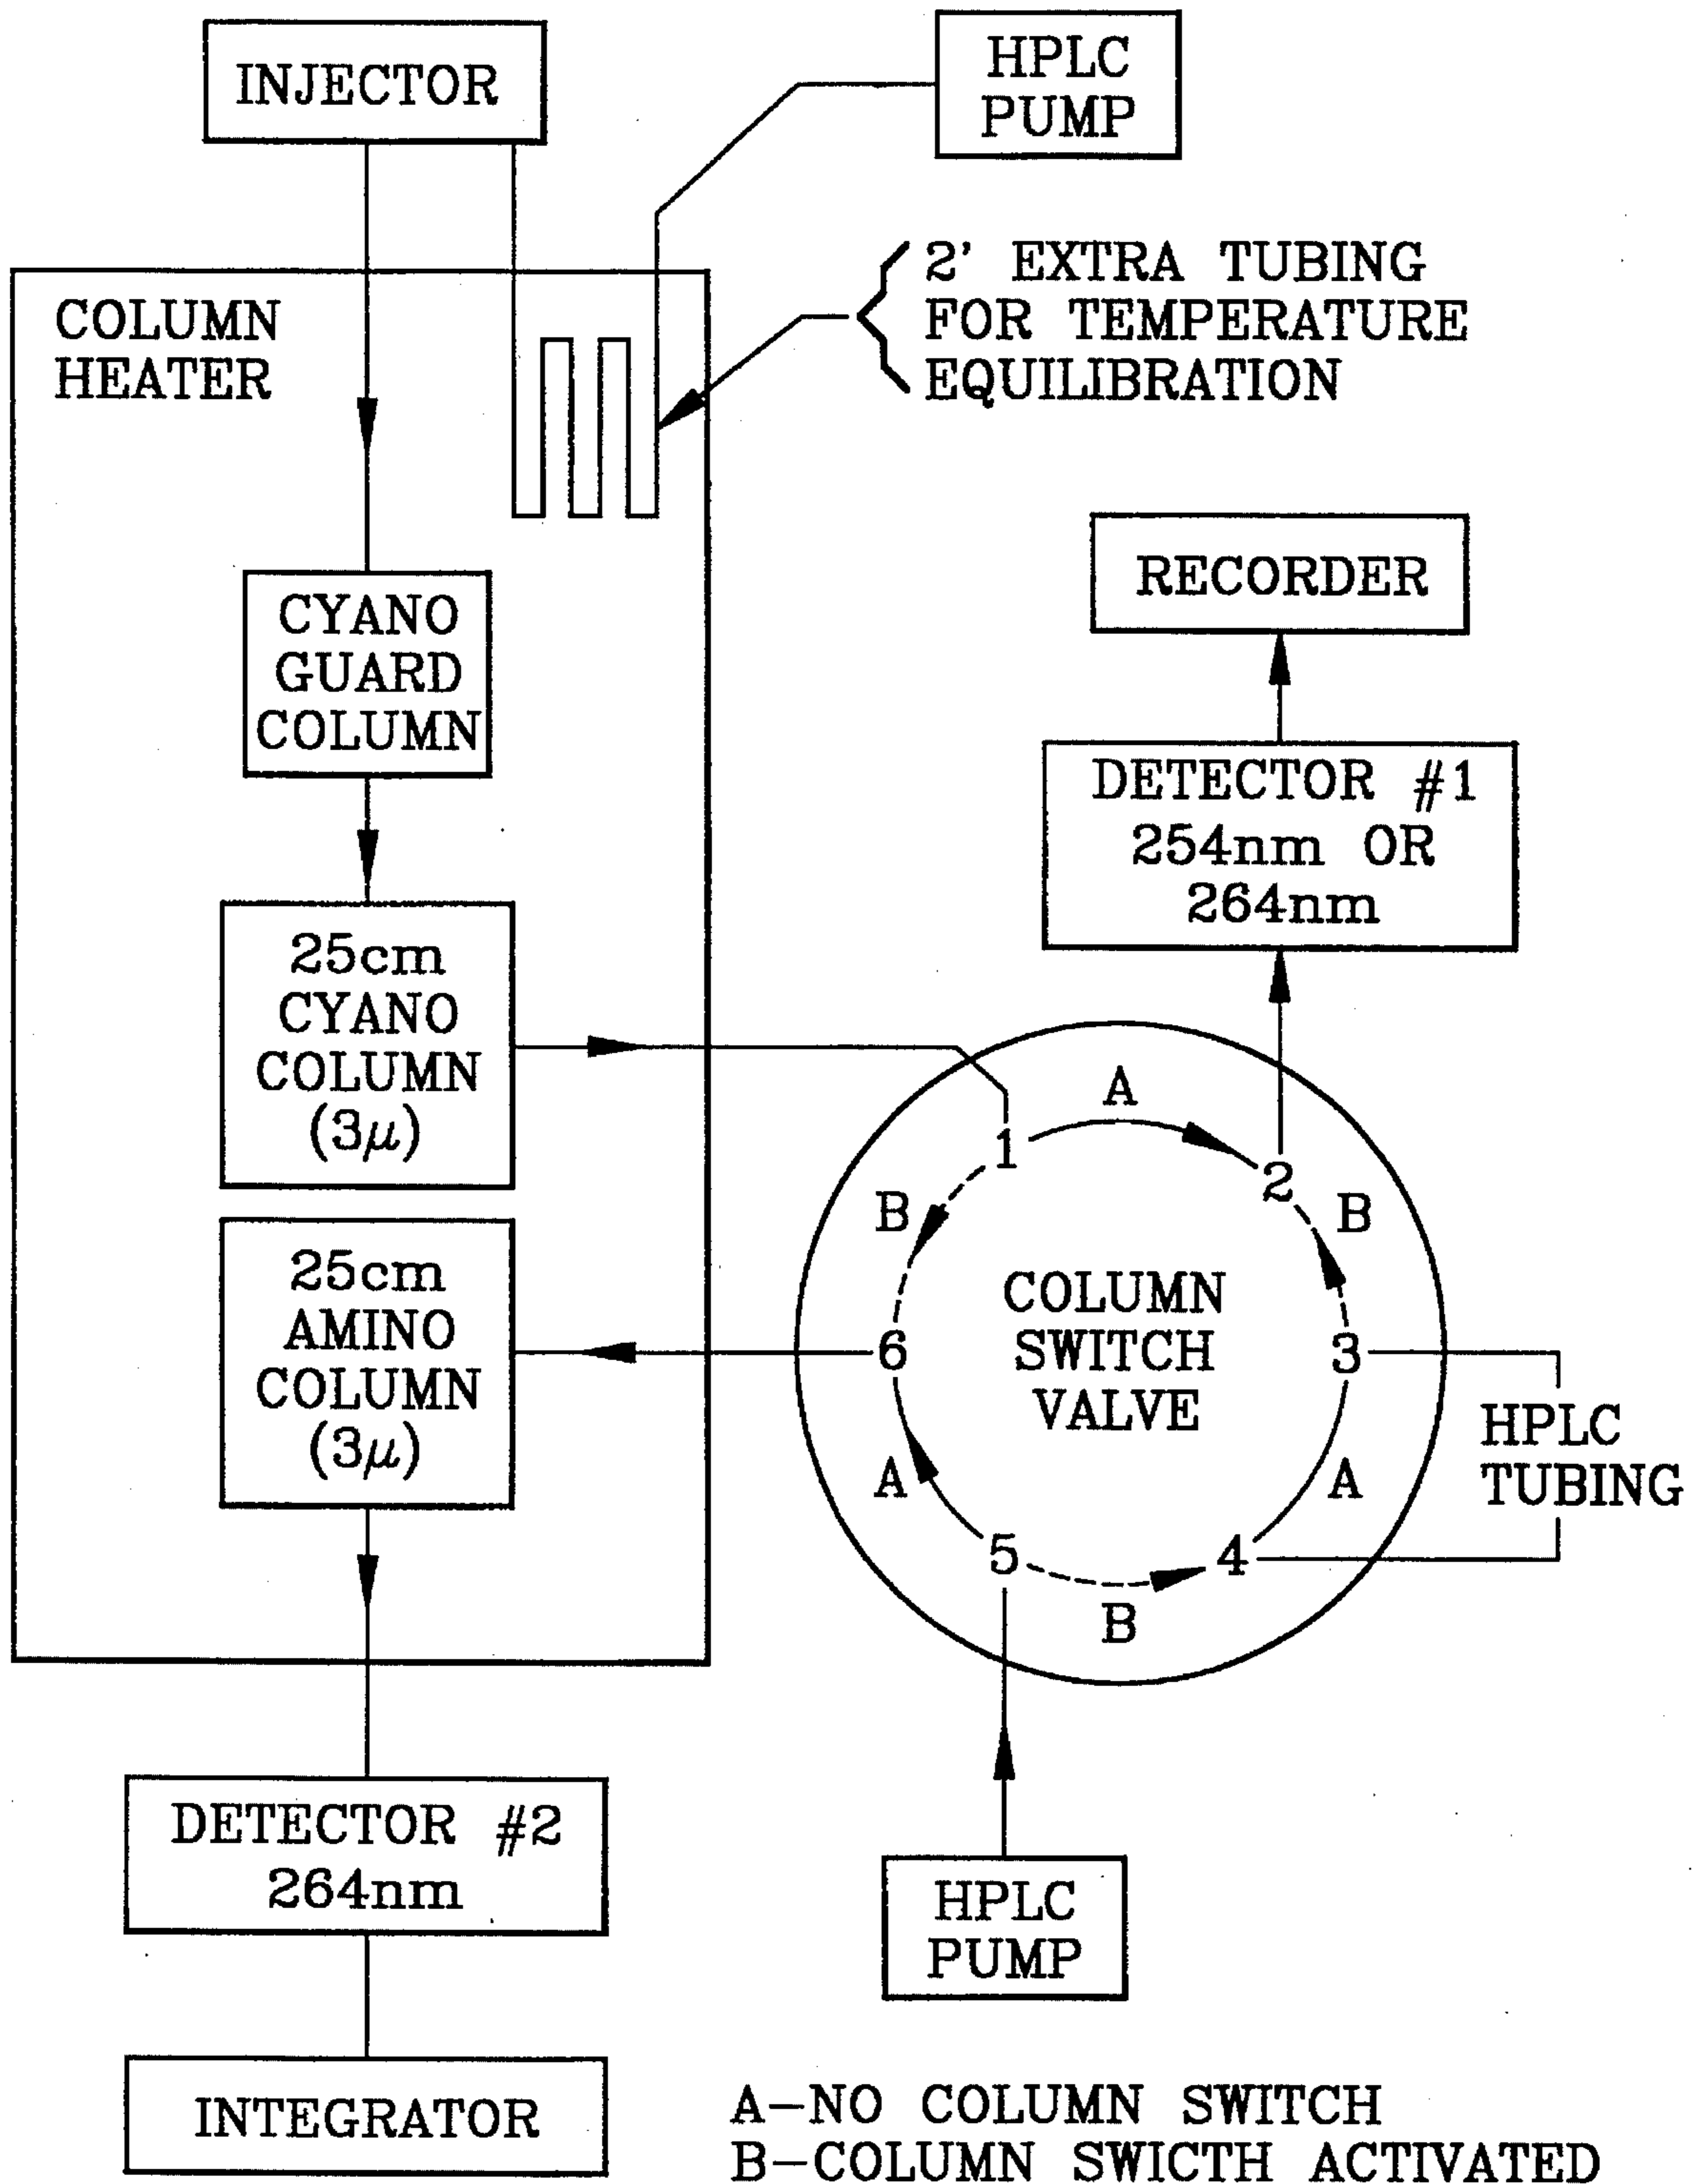 INJECTOR
HPLC
PUMP
2' EXTRA TUBING
FOR TEMPERATURE
EQUILIBRATION
COLUMN
HEATER
CYANO
GUARD
COLUMN
RECORDER
DETECTOR #1
254nm OR
264nm
25cm
CYANO
COLUMN
(3μ)
A
1
2
B
B
25cm
AMINO
COLUMN
(3μ)
COLUMN
SWITCH
VALVE
6
3
HPLC
TUBING
A
A
5
4
B
DETECTOR #2
264nm
HPLC
PUMP
INTEGRATOR
A-NO COLUMN SWITCH
B-COLUMN SWICTH ACTIVATED